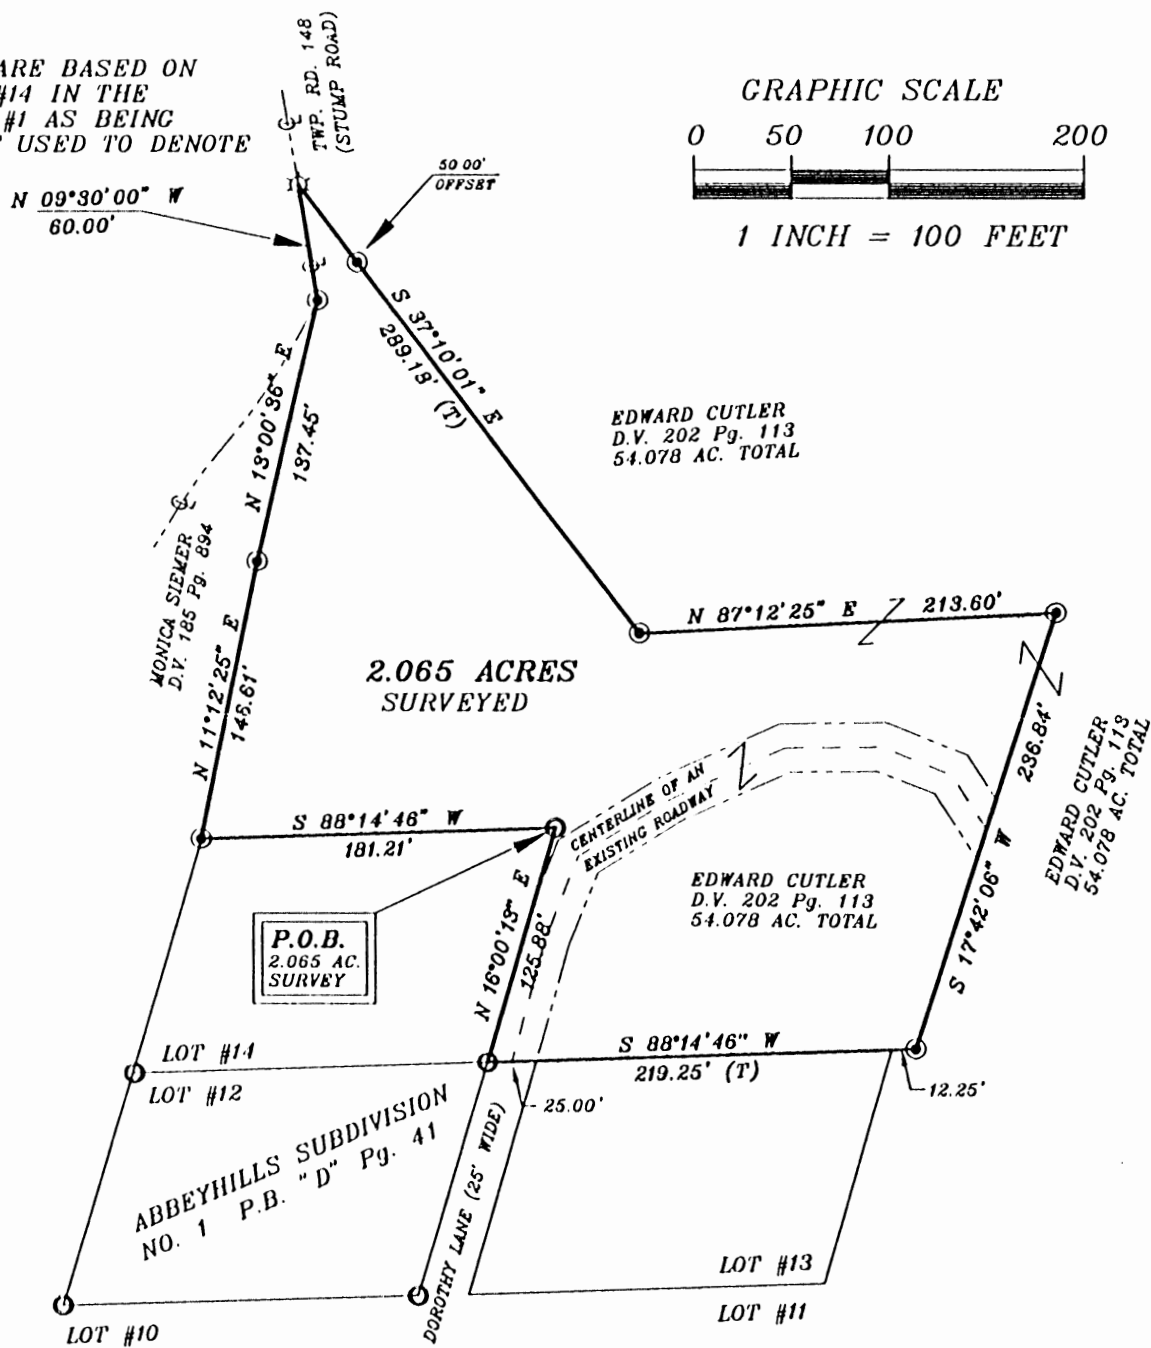 ARE BASED ON
#14 IN THE
#1 AS BEING
USED TO DENOTE
TWP. RD. 148
(STUMP ROAD)
GRAPHIC SCALE
0 50 100 200
1 INCH = 100 FEET
N 09°30'00" W
60.00'
50.00'
OFFSET
S 37°10'01" E
289.18' (T)
N 13°00'36" E
137.45'
EDWARD CUTLER
D.V. 202 Pg. 113
54.078 AC. TOTAL
MONICA SIEMER
D.V. 185 Pg. 894
N 11°12'25" E
146.61'
N 87°12'25" E 213.60'
2.065 ACRES
SURVEYED
236.84'
S 17°42'06" W
EDWARD CUTLER
D.V. 202 Pg. 113
54.078 AC. TOTAL
CENTERLINE OF AN
EXISTING ROADWAY
S 88°14'46" W
181.21'
EDWARD CUTLER
D.V. 202 Pg. 113
54.078 AC. TOTAL
P.O.B.
2.065 AC.
SURVEY
N 16°00'13" E
125.88'
S 88°14'46" W
219.25' (T)
12.25'
25.00'
LOT #14
LOT #12
ABBEYHILLS SUBDIVISION
NO. 1 P.B. "D" Pg. 41
DOROTHY LANE (25' WIDE)
LOT #13
LOT #11
LOT #10